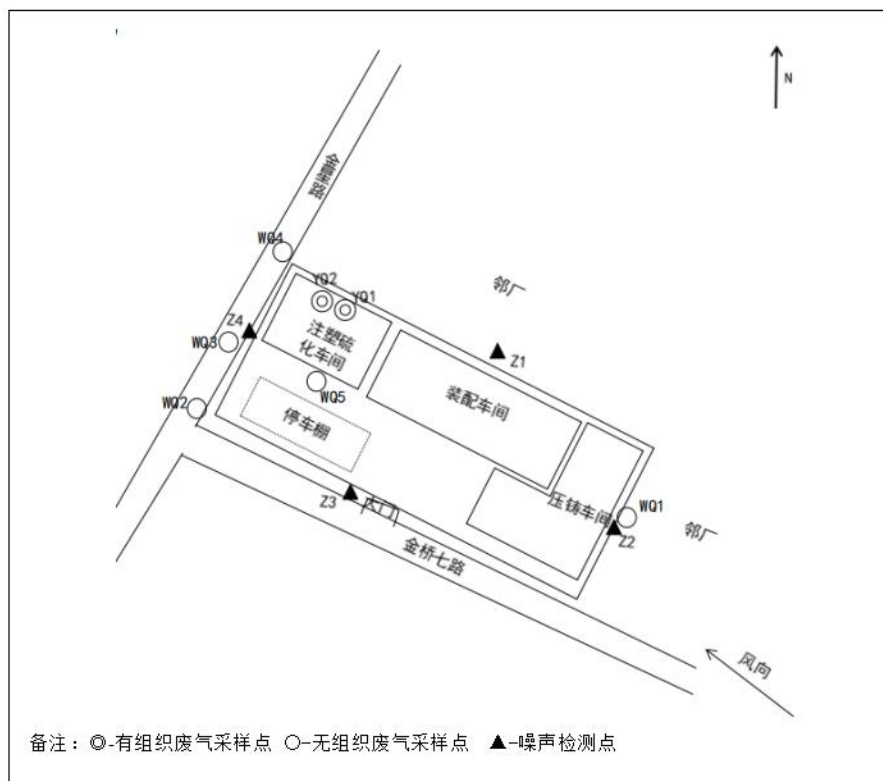 N
金星路
WQ4
YQ2
YQ1
邻厂
Z4
WQ3
注塑硫
化车间
Z1
WQ5
装配车间
WQ2
停车棚
Z3
大门
压铸车间
WQ1
Z2
邻厂
金桥七路
风向
备注：◎-有组织废气采样点 ○-无组织废气采样点 ▲-噪声检测点